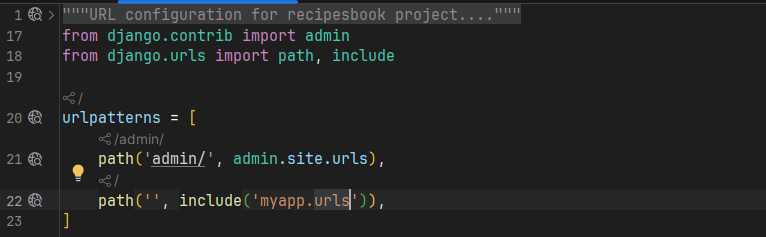 1 > """URL configuration for recipesbook project...."""
17 from django.contrib import admin
18 from django.urls import path, include
19
/
20 urlpatterns = [
/admin/
21 path('admin/', admin.site.urls),
/
22 path('', include('myapp.urls')),
23 ]